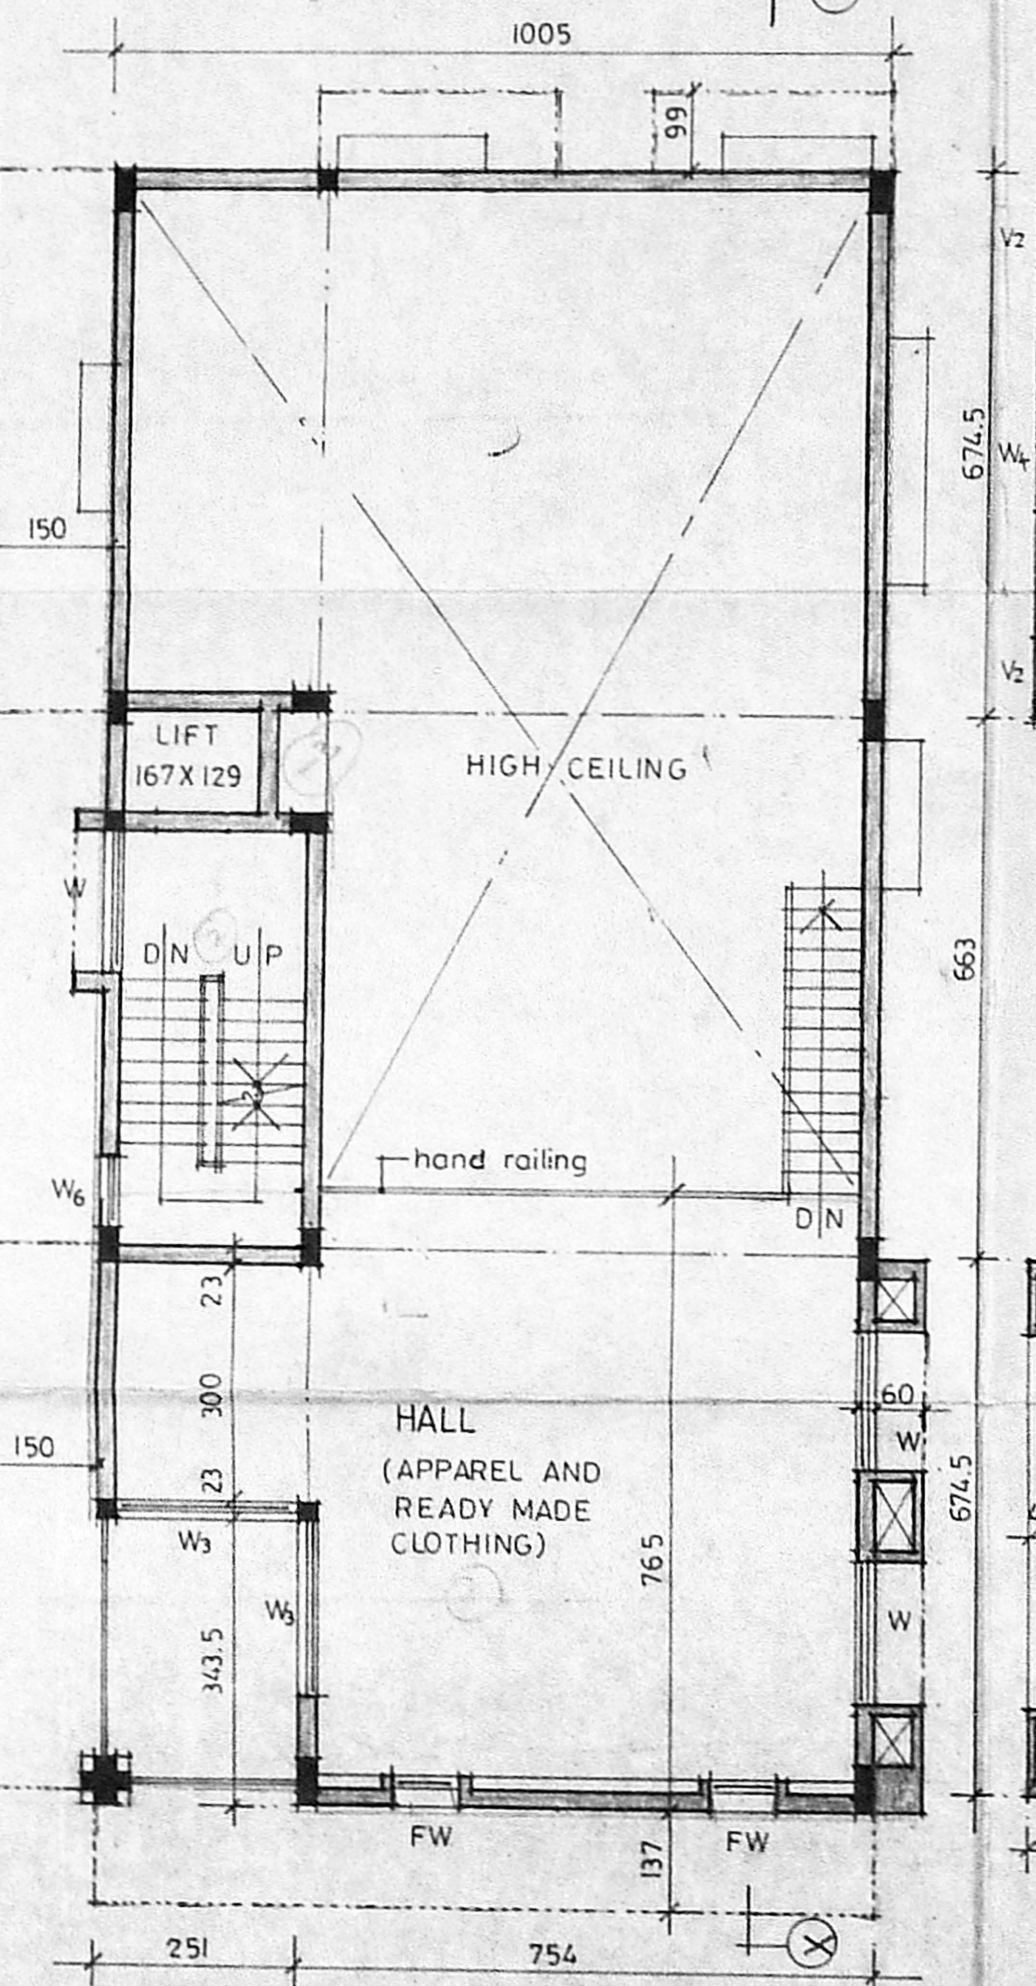 1005
99
V2
674.5
W4
150
V2
LIFT
167X129
HIGH CEILING
W
DN UP
663
23
hand railing
W6
DN
23
300
60
HALL
W
150
23
(APPAREL AND
674.5
READY MADE
W3
CLOTHING)
765
W3
W
343.5
FW
FW
137
X
251
754